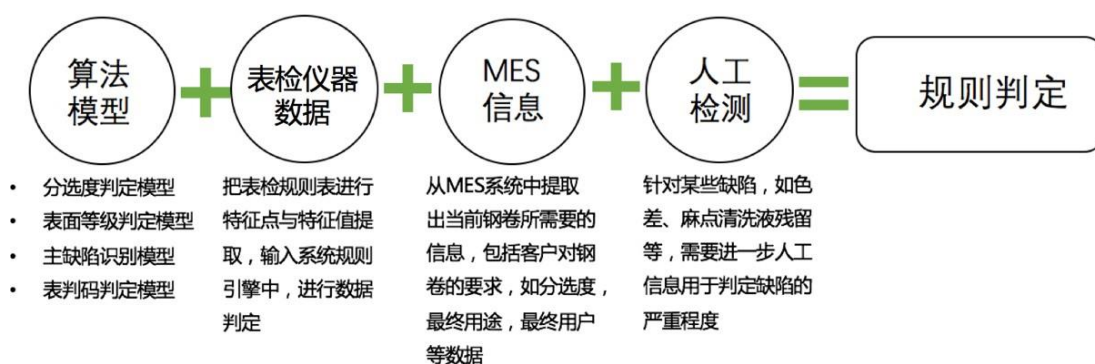 算法
模型
+
表检仪器
数据
+
MES
信息
+
人工
检测
=
规则判定
• 分选度判定模型
• 表面等级判定模型
• 主缺陷识别模型
• 表判码判定模型
把表检规则表进行
特征点与特征值提
取，输入系统规则
引擎中，进行数据
判定
从MES系统中提取
出当前钢卷所需要的
信息，包括客户对钢
卷的要求，如分选度，
最终用途，最终用户
等数据
针对某些缺陷，如色
差、麻点清洗液残留
等，需要进一步人工
信息用于判定缺陷的
严重程度